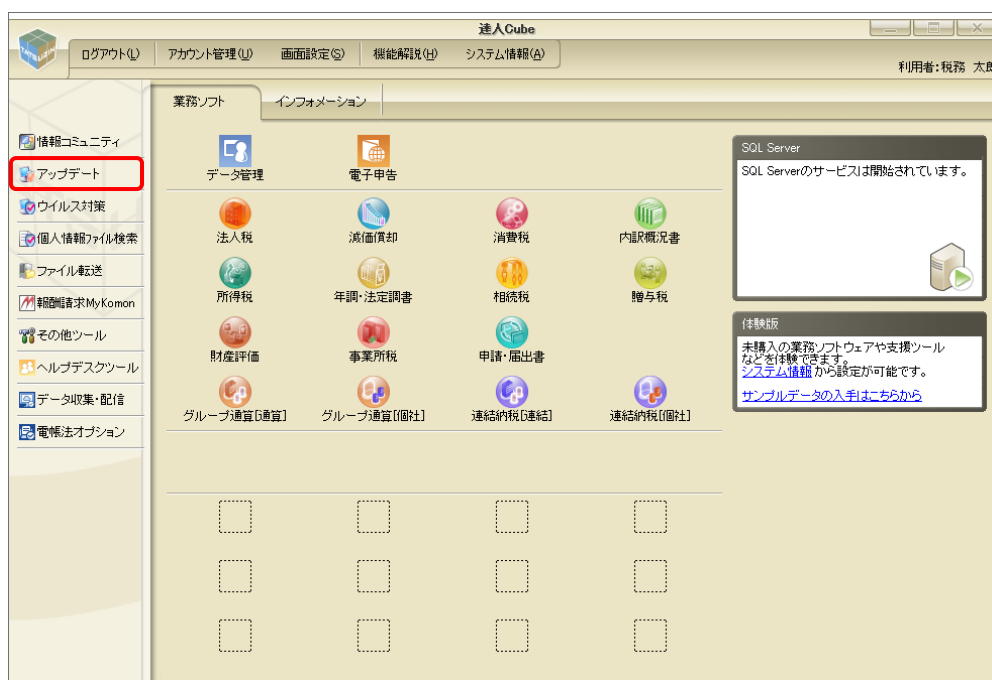 達人Cube
ログアウト(L) アカウント管理(U) 画面設定(S) 機能解説(H) システム情報(A)
利用者:税務 太郎
業務ソフト インフォメーション
情報コミュニティ
アップデート
ウイルス対策
個人情報ファイル検索
ファイル転送
報酬請求MyKomon
その他ツール
ヘルプデスクツール
データ収集・配信
電帳法オプション
データ管理 電子申告
法人税 減価償却 消費税 内訳概況書
所得税 年調・法定調書 相続税 贈与税
財産評価 事業所税 申請・届出書
グループ通算[通算] グループ通算[個社] 連結納税[連結] 連結納税[個社]
SQL Server
SQL Serverのサービスは開始されています。
体験版
未購入の業務ソフトウェアや支援ツール
などを体験できます。
システム情報 から設定が可能です。
サンプルデータの入手はこちらから